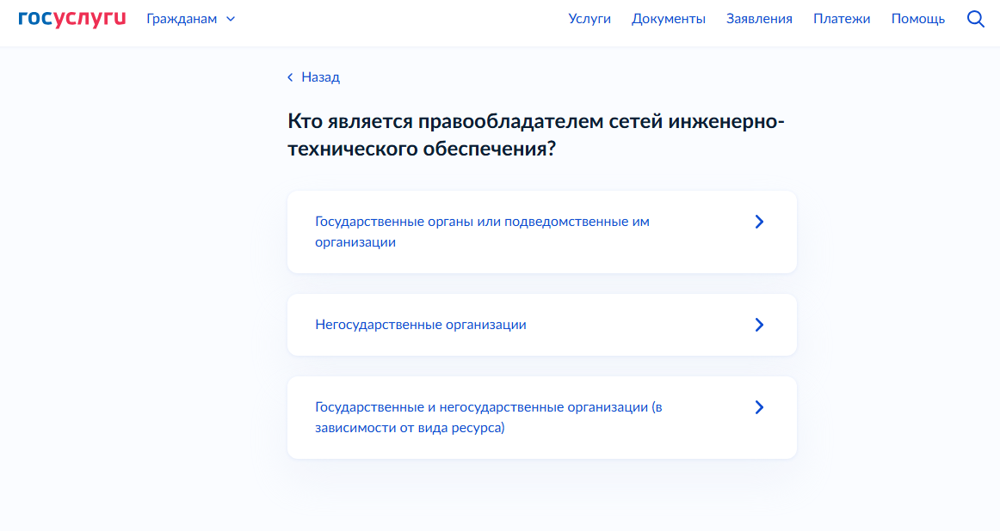 госуслуги Гражданам Услуги Документы Заявления Платежи Помощь
Назад
Кто является правообладателем сетей инженерно-
технического обеспечения?
Государственные органы или подведомственные им
организации
Негосударственные организации
Государственные и негосударственные организации (в
зависимости от вида ресурса)